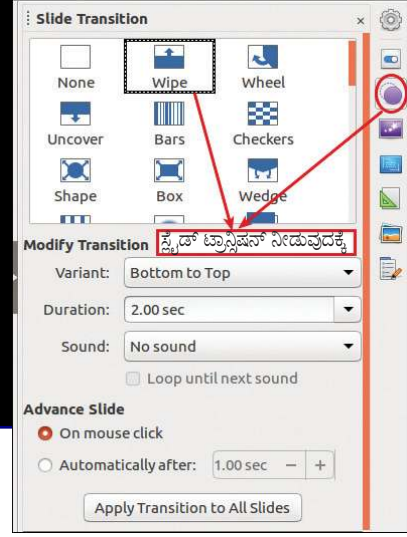 Slide Transition
None Wipe Wheel
Uncover Bars Checkers
Shape Box Wedge
Modify Transition ಸ್ಲೈಡ್ ಟ್ರಾನ್ಸಿಷನ್ ನೀಡುವುದಕ್ಕೆ
Variant: Bottom to Top
Duration: 2.00 sec
Sound: No sound
Loop until next sound
Advance Slide
On mouse click
Automatically after: 1.00 sec − +
Apply Transition to All Slides